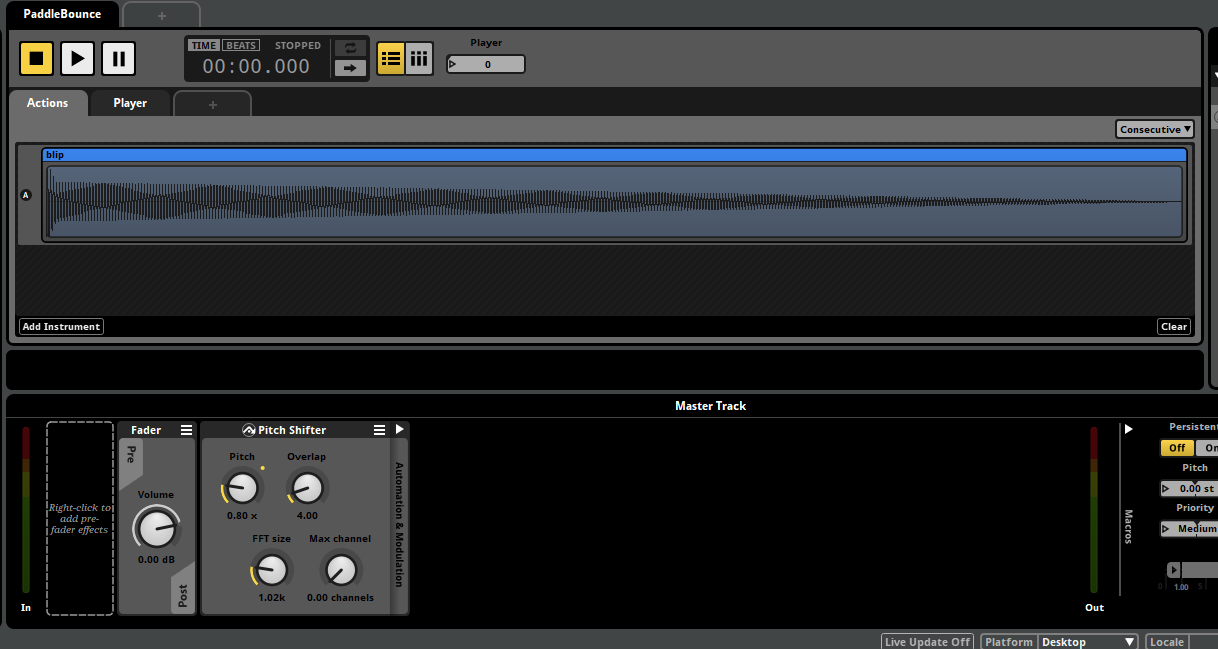 PaddleBounce
+
TIME BEATS STOPPED
00:00.000
Player
0
Actions
Player
+
Consecutive
blip
A
Add Instrument
Clear
Master Track
In
Right-click to
add pre-
fader effects
Fader
Pre
Volume
0.00 dB
Post
Pitch Shifter
Pitch
Overlap
0.80 x
4.00
FFT size
Max channel
1.02k
0.00 channels
Automation & Modulation
Out
Macros
Persistent
Off
On
Pitch
0.00 st
Priority
Medium
1.00
Live Update Off
Platform
Desktop
Locale